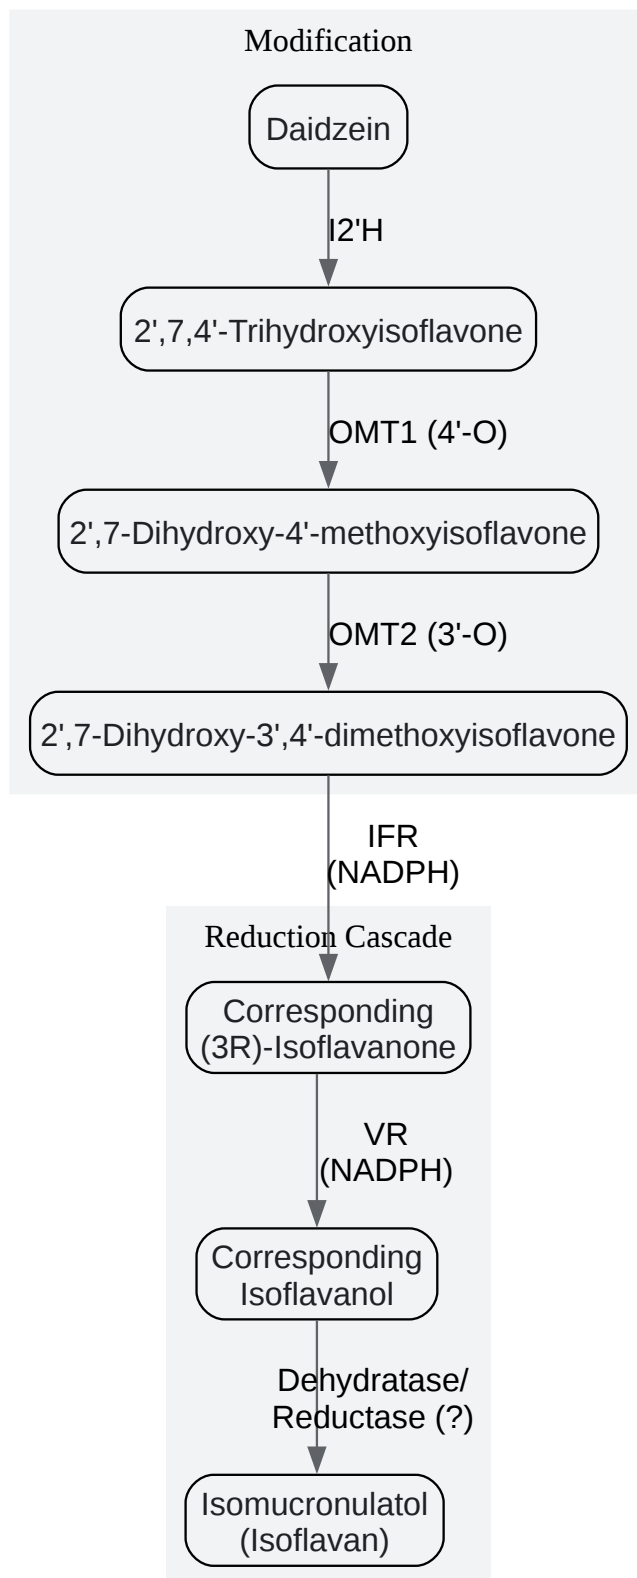 Modification
Daidzein
I2'H
2',7,4'-Trihydroxyisoflavone
OMT1 (4'-O)
2',7-Dihydroxy-4'-methoxyisoflavone
OMT2 (3'-O)
2',7-Dihydroxy-3',4'-dimethoxyisoflavone
IFR
(NADPH)
Reduction Cascade
Corresponding
(3R)-Isoflavanone
VR
(NADPH)
Corresponding
Isoflavanol
Dehydratase/
Reductase (?)
Isomucronulatol
(Isoflavan)